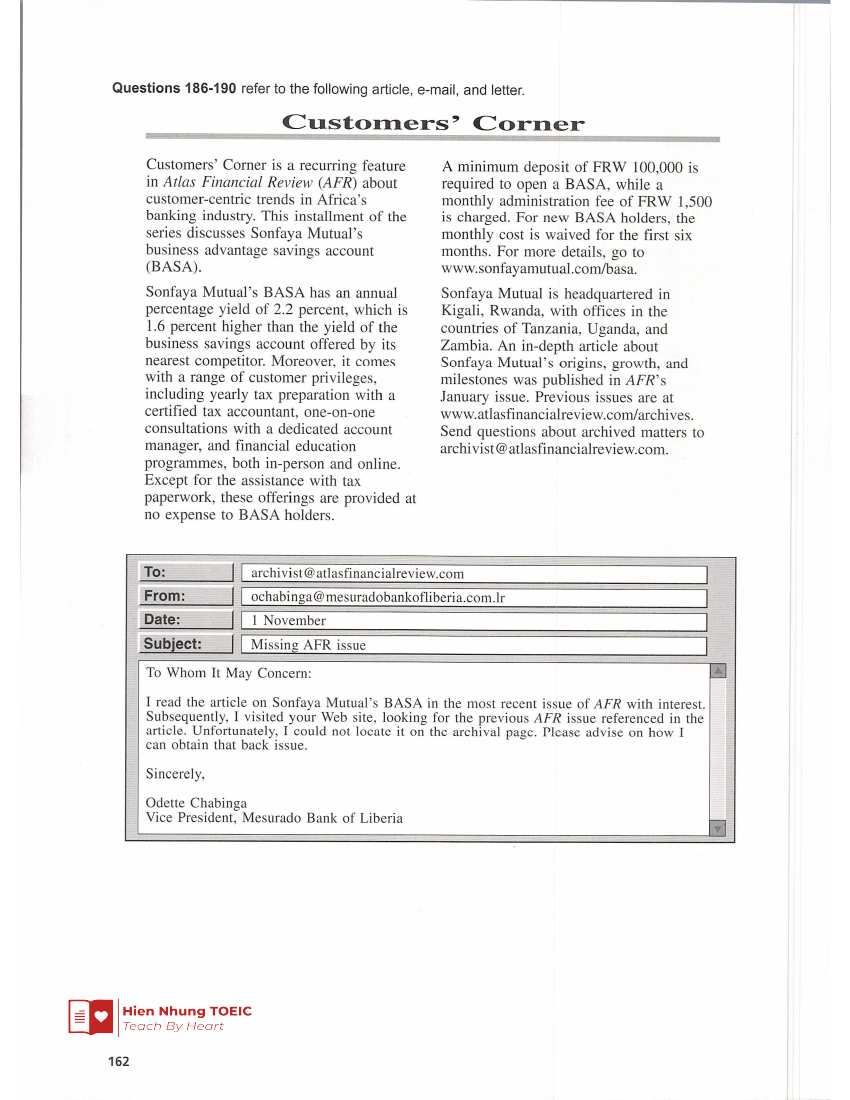 Questions 186-190 refer to the following article, e-mail, and letter.
Customers' Corner
Customers' Corner is a recurring feature
in Atlas Financial Review (AFR) about
customer-centric trends in Africa's
banking industry. This installment of the
series discusses Sonfaya Mutual's
business advantage savings account
(BASA).
Sonfaya Mutual's BASA has an annual
percentage yield of 2.2 percent, which is
1.6 percent higher than the yield of the
business savings account offered by its
nearest competitor. Moreover, it comes
with a range of customer privileges,
including yearly tax preparation with a
certified tax accountant, one-on-one
consultations with a dedicated account
manager, and financial education
programmes, both in-person and online.
Except for the assistance with tax
paperwork, these offerings are provided at
no expense to BASA holders.
A minimum deposit of FRW 100,000 is
required to open a BASA, while a
monthly administration fee of FRW 1,500
is charged. For new BASA holders, the
monthly cost is waived for the first six
months. For more details, go to
www.sonfayamutual.com/basa.
Sonfaya Mutual is headquartered in
Kigali, Rwanda, with offices in the
countries of Tanzania, Uganda, and
Zambia. An in-depth article about
Sonfaya Mutual's origins, growth, and
milestones was published in AFR's
January issue. Previous issues are at
www.atlasfinancialreview.com/archives.
Send questions about archived matters to
archivist@atlasfinancialreview.com.
To: archivist@atlasfinancialreview.com
From: ochabinga@mesuradobankofliberia.com.lr
Date: 1 November
Subject: Missing AFR issue
To Whom It May Concern:
I read the article on Sonfaya Mutual's BASA in the most recent issue of AFR with interest.
Subsequently, I visited your Web site, looking for the previous AFR issue referenced in the
article. Unfortunately, I could not locate it on the archival page. Please advise on how I
can obtain that back issue.
Sincerely,
Odette Chabinga
Vice President, Mesurado Bank of Liberia
Hien Nhung TOEIC
Teach By Heart
162